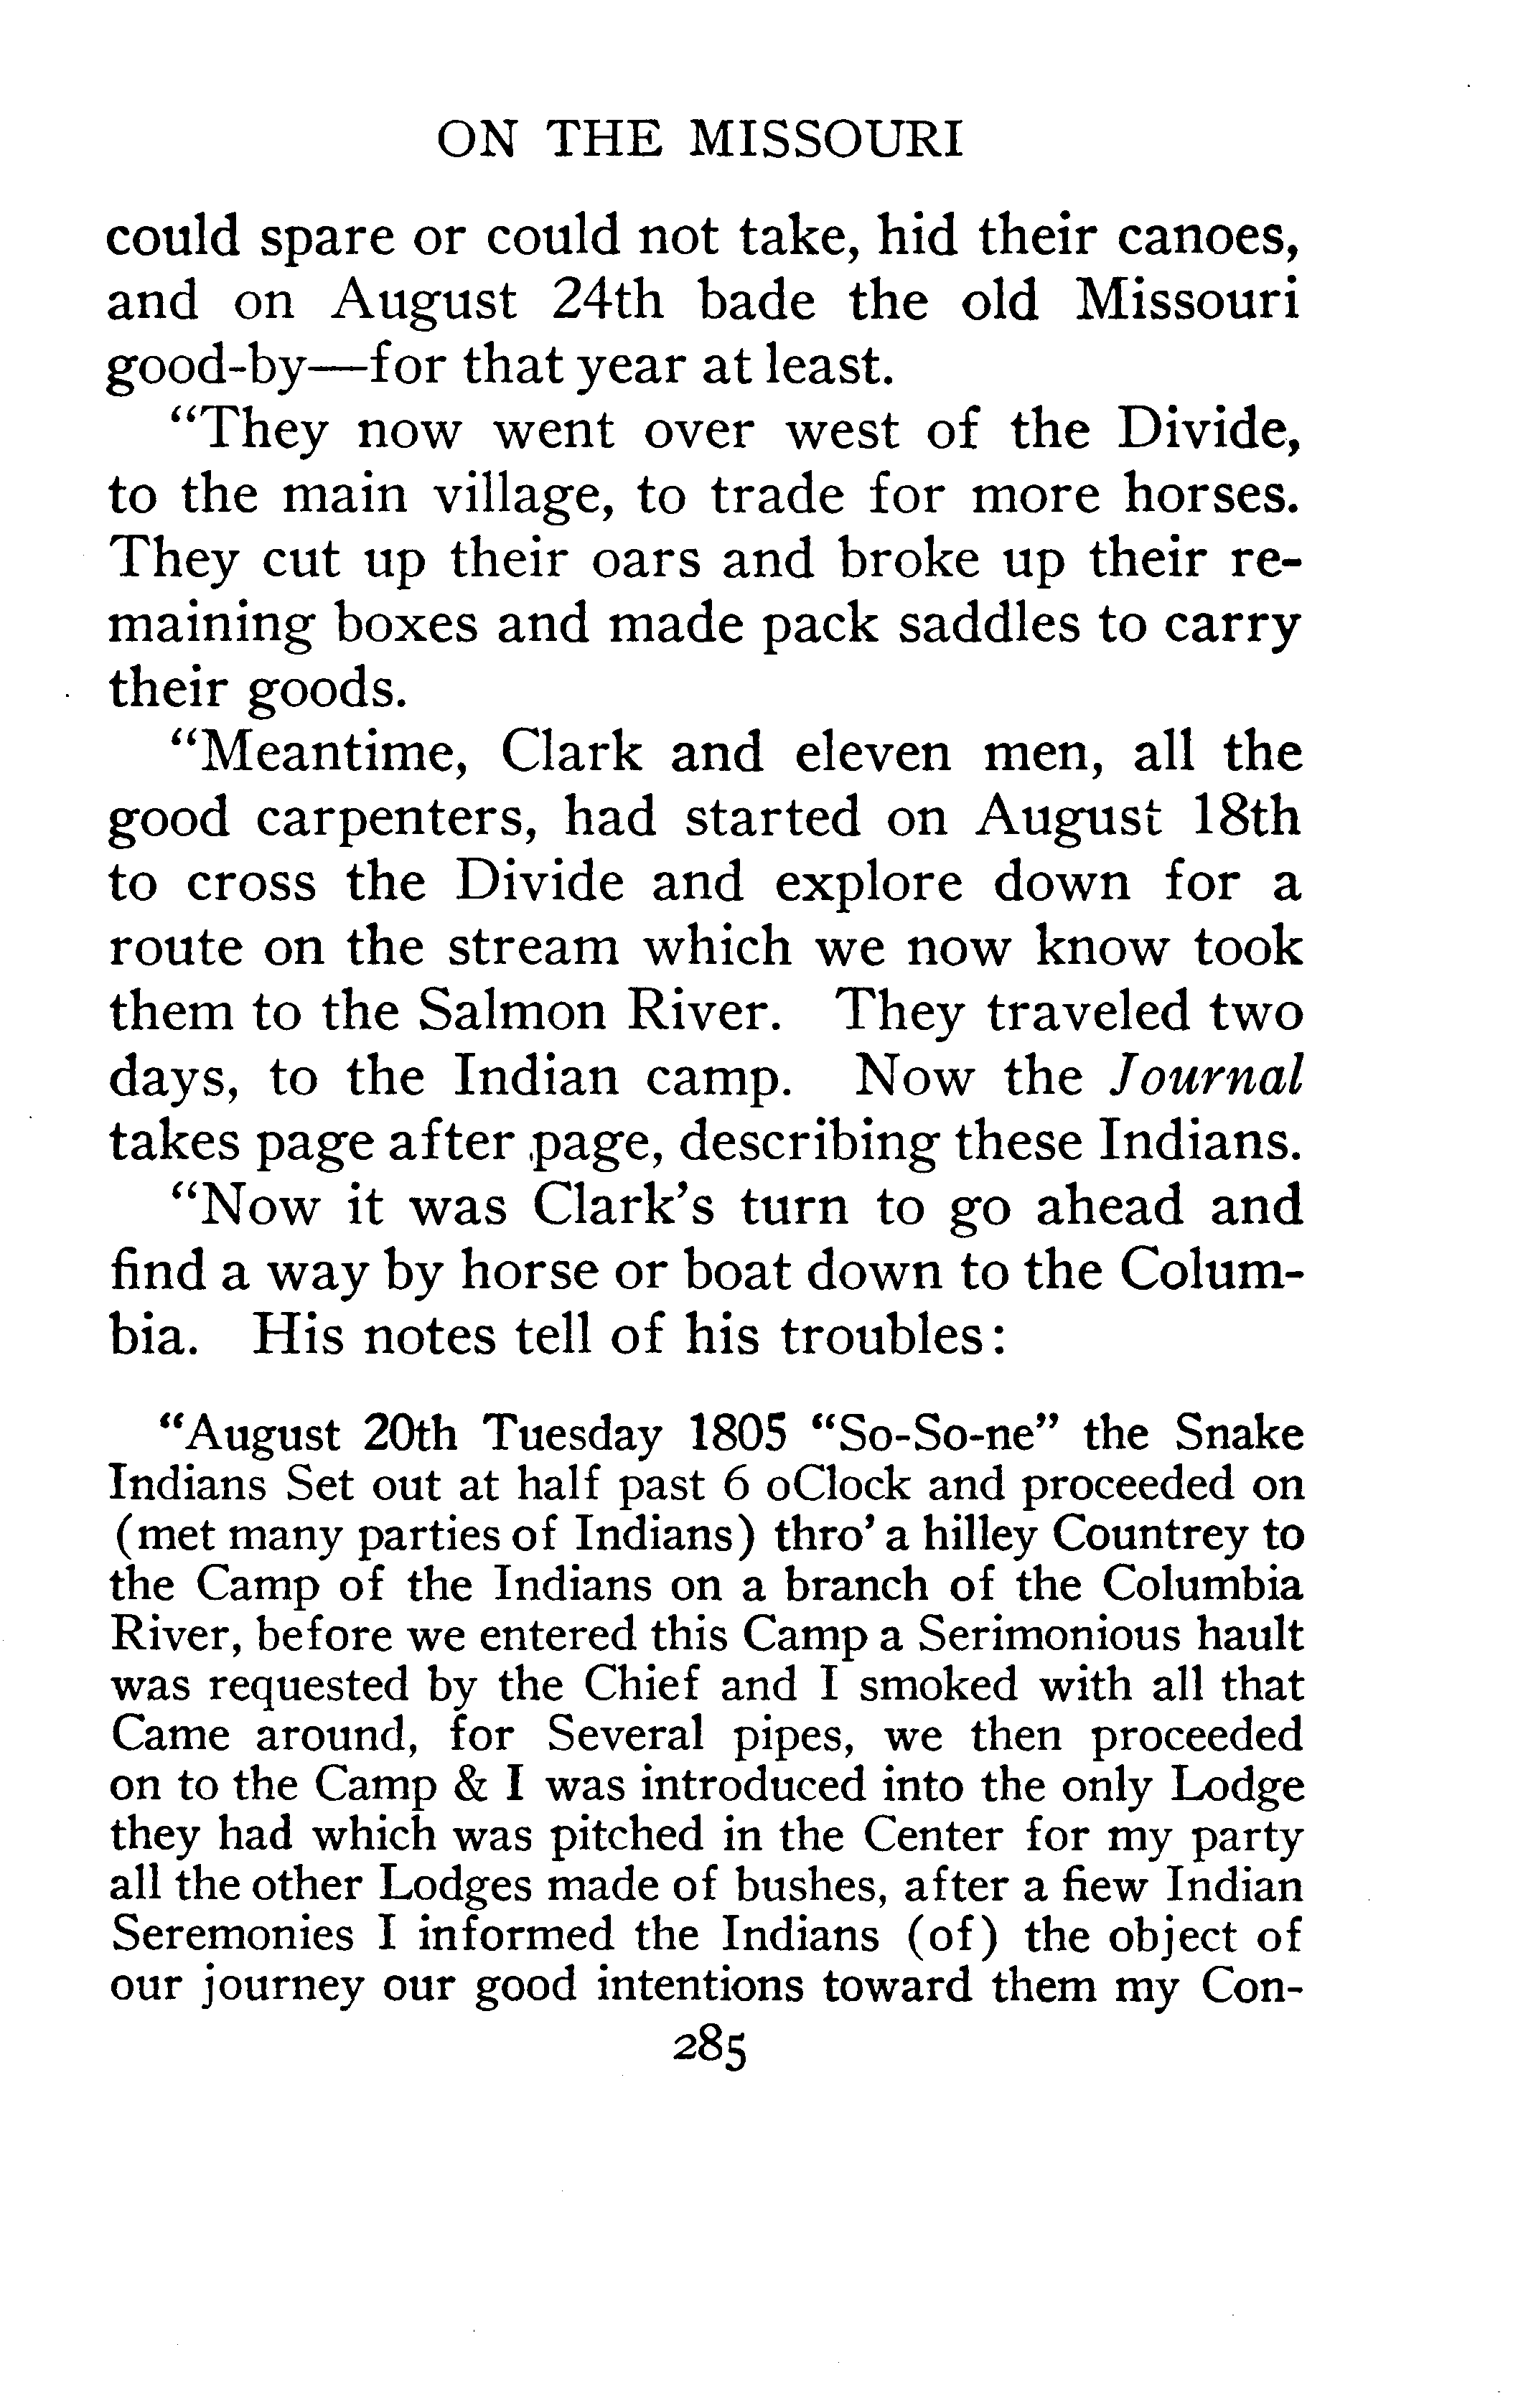 ON THE MISSOURI
could spare or could not take, hid their canoes,
and on August 24th bade the old Missouri
good-by—for that year at least.
"They now went over west of the Divide,
to the main village, to trade for more horses.
They cut up their oars and broke up their re-
maining boxes and made pack saddles to carry
their goods.
"Meantime, Clark and eleven men, all the
good carpenters, had started on August 18th
to cross the Divide and explore down for a
route on the stream which we now know took
them to the Salmon River. They traveled two
days, to the Indian camp. Now the Journal
takes page after page, describing these Indians.
"Now it was Clark's turn to go ahead and
find a way by horse or boat down to the Colum-
bia. His notes tell of his troubles:
"August 20th Tuesday 1805 "So-So-ne" the Snake
Indians Set out at half past 6 oClock and proceeded on
(met many parties of Indians) thro' a hilley Countrey to
the Camp of the Indians on a branch of the Columbia
River, before we entered this Camp a Serimonious hault
was requested by the Chief and I smoked with all that
Came around, for Several pipes, we then proceeded
on to the Camp & I was introduced into the only Lodge
they had which was pitched in the Center for my party
all the other Lodges made of bushes, after a fiew Indian
Seremonies I informed the Indians (of) the object of
our journey our good intentions toward them my Con-
285